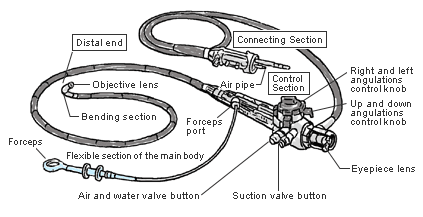 Connecting Section
Distal end
Objective lens
Air pipe
Control
Section
Right and left
angulations
control knob
Bending section
Forceps
port
Up and down
angulations
control knob
Forceps
Flexible section of the main body
Eyepiece lens
Air and water valve button
Suction valve button